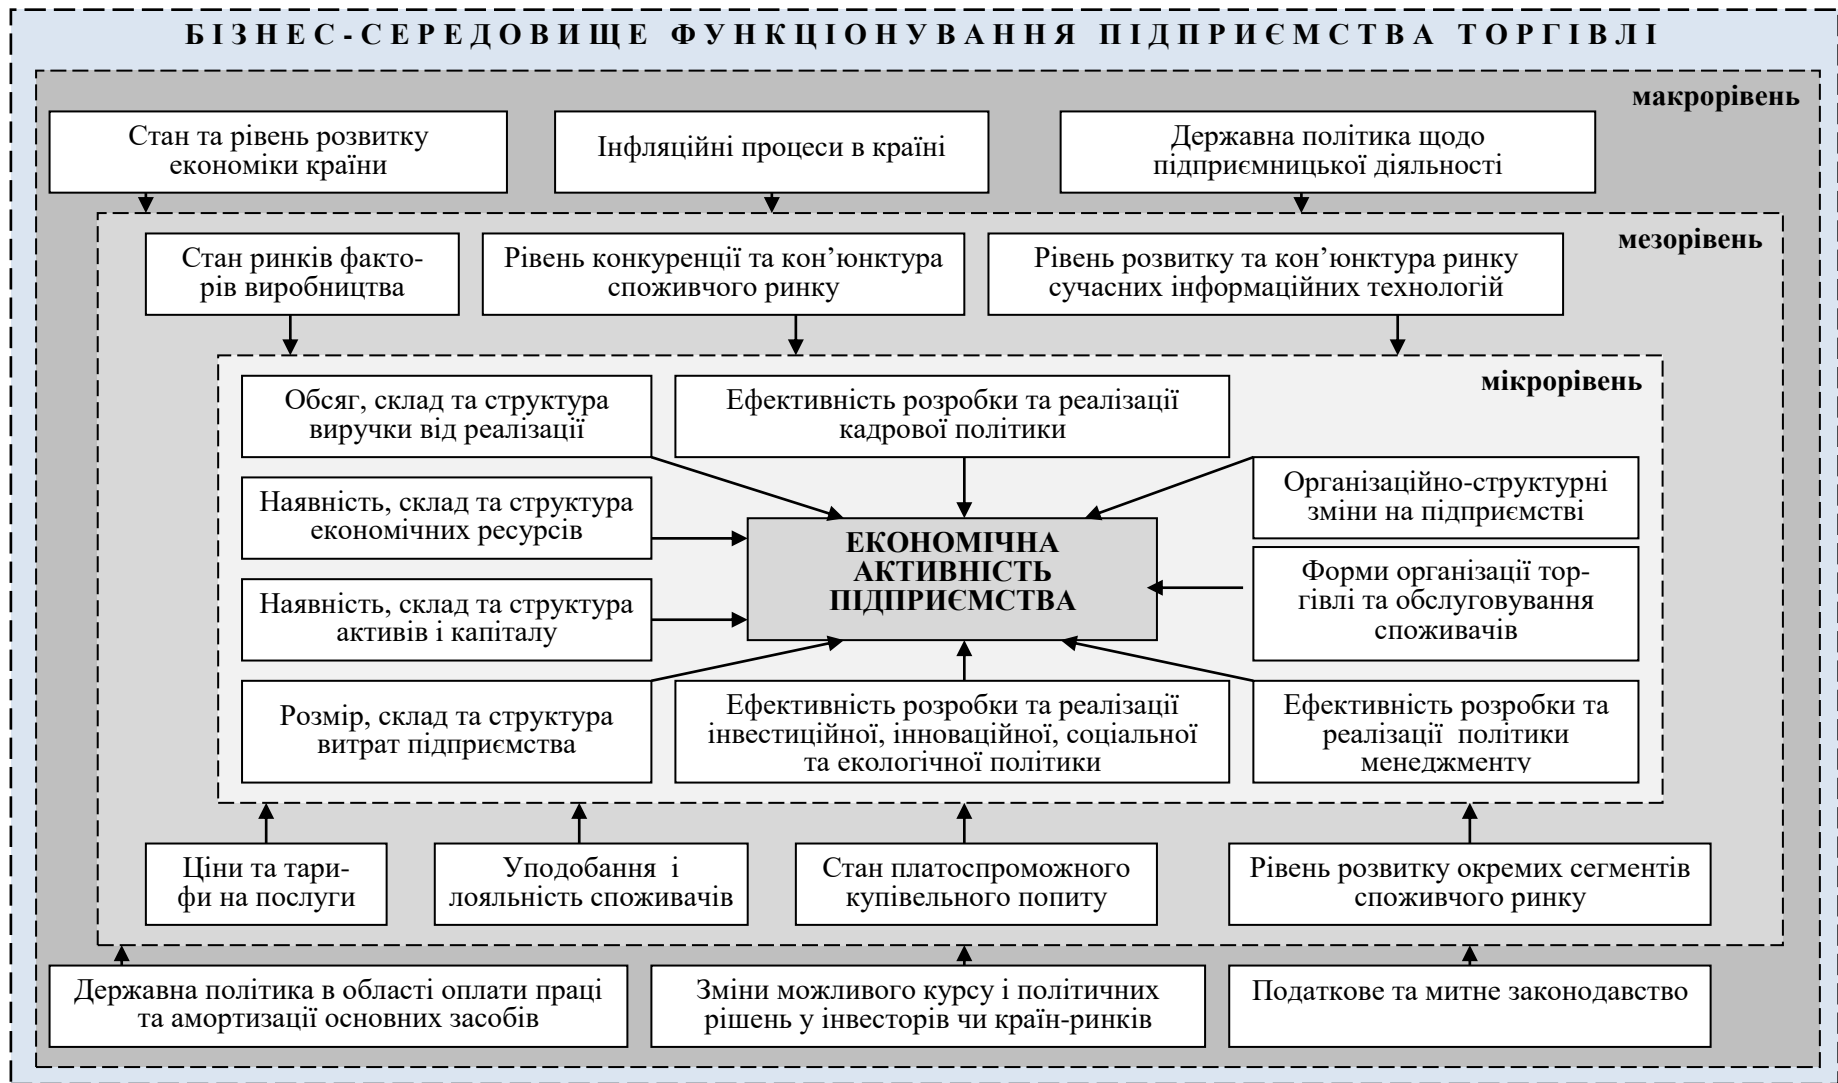 БІЗНЕС-СЕРЕДОВИЩЕ ФУНКЦІОНУВАННЯ ПІДПРИЄМСТВА ТОРГІВЛІ
макрорівень
Стан та рівень розвитку
економіки країни
Інфляційні процеси в країні
Державна політика щодо
підприємницької діяльності
мезорівень
Стан ринків факто-
рів виробництва
Рівень конкуренції та кон’юнктура
споживчого ринку
Рівень розвитку та кон’юнктура ринку
сучасних інформаційних технологій
мікрорівень
Обсяг, склад та структура
виручки від реалізації
Ефективність розробки та реалізації
кадрової політики
Організаційно-структурні
зміни на підприємстві
Наявність, склад та структура
економічних ресурсів
ЕКОНОМІЧНА
АКТИВНІСТЬ
ПІДПРИЄМСТВА
Форми організації тор-
гівлі та обслуговування
споживачів
Наявність, склад та структура
активів і капіталу
Розмір, склад та структура
витрат підприємства
Ефективність розробки та реалізації
інвестиційної, інноваційної, соціальної
та екологічної політики
Ефективність розробки та
реалізації політики
менеджменту
Ціни та тари-
фи на послуги
Уподобання і
лояльність споживачів
Стан платоспроможного
купівельного попиту
Рівень розвитку окремих сегментів
споживчого ринку
Державна політика в області оплати праці
та амортизації основних засобів
Зміни можливого курсу і політичних
рішень у інвесторів чи країн-ринків
Податкове та митне законодавство